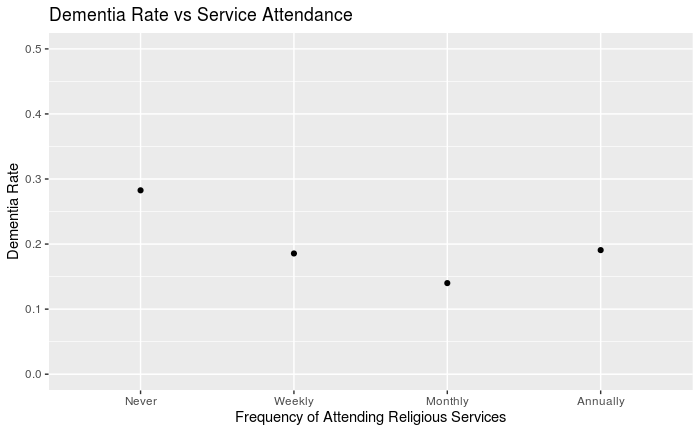 Dementia Rate vs Service Attendance
0.5
0.4
0.3
0.2
0.1
0.0
Dementia Rate
Never Weekly Monthly Annually
Frequency of Attending Religious Services